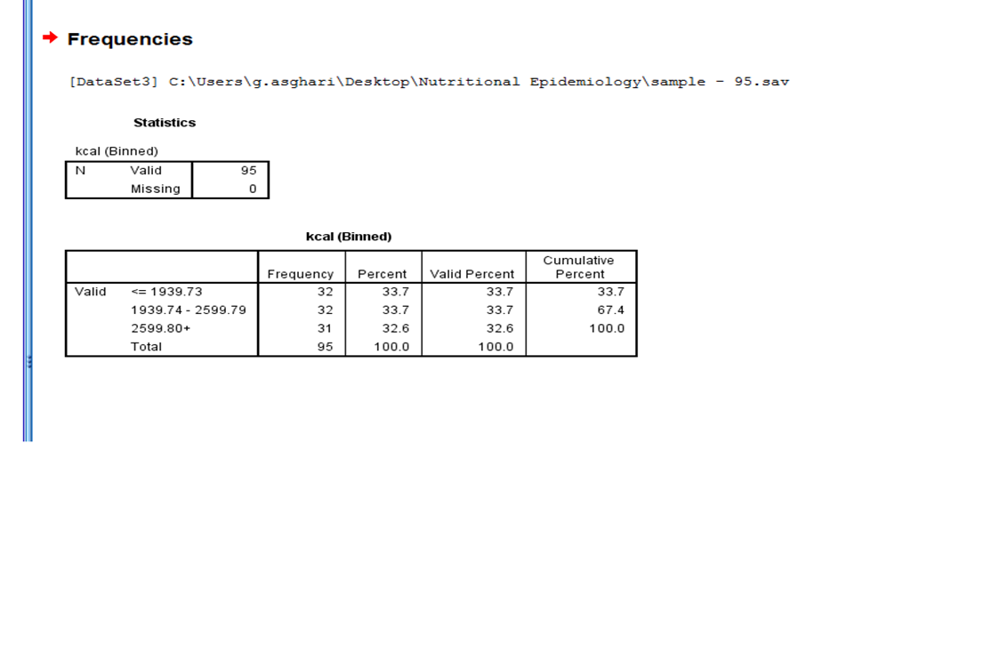 Frequencies
[DataSet3] C:\Users\g.asghari\Desktop\Nutritional Epidemiology\sample - 95.sav
Statistics
kcal (Binned)
N Valid 95
Missing 0
kcal (Binned)
Frequency Percent Valid Percent Cumulative Percent
Valid <= 1939.73 32 33.7 33.7 33.7
1939.74 - 2599.79 32 33.7 33.7 67.4
2599.80+ 31 32.6 32.6 100.0
Total 95 100.0 100.0